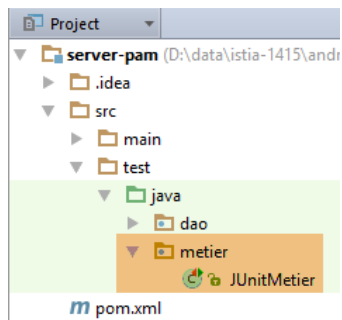 Project
server-pam (D:\data\istia-1415\andr
.idea
src
main
test
java
dao
metier
JUnitMetier
m pom.xml